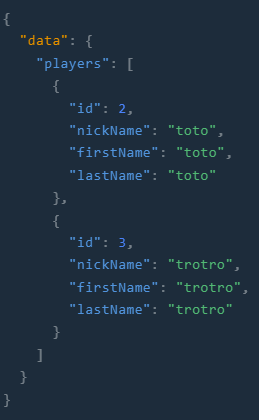 {
  "data": {
    "players": [
      {
        "id": 2,
        "nickName": "toto",
        "firstName": "toto",
        "lastName": "toto"
      },
      {
        "id": 3,
        "nickName": "trotro",
        "firstName": "trotro",
        "lastName": "trotro"
      }
    ]
  }
}